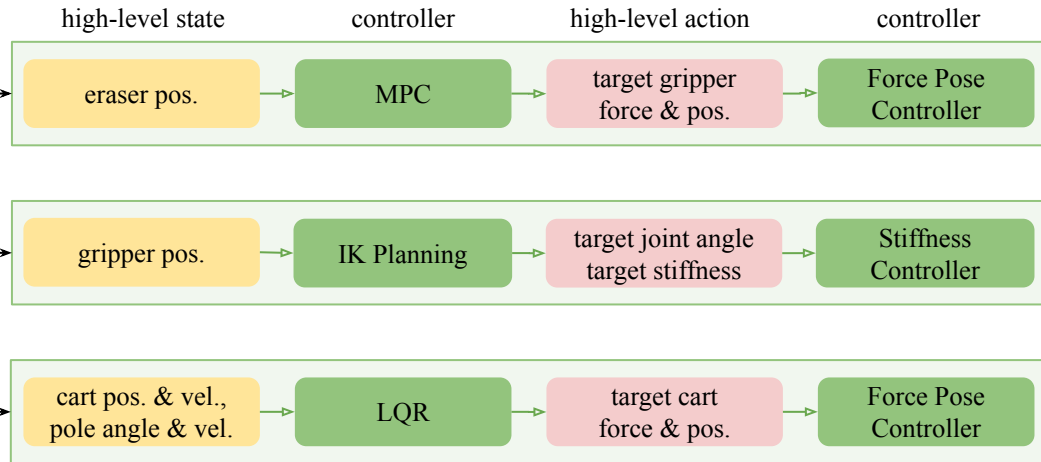 high-level state
controller
high-level action
controller
eraser pos.
MPC
target gripper
force & pos.
Force Pose
Controller
gripper pos.
IK Planning
target joint angle
target stiffness
Stiffness
Controller
cart pos. & vel.,
pole angle & vel.
LQR
target cart
force & pos.
Force Pose
Controller